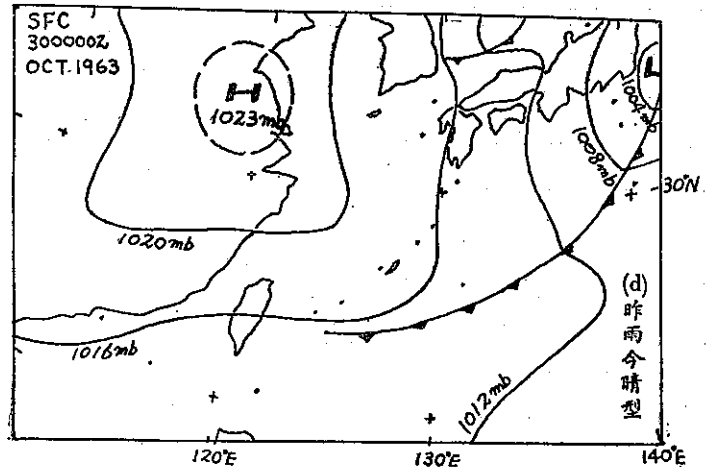 SFC
300000Z
OCT. 1963
H
1023mb
L
1004mb
1008mb
30°N
1020mb
(d)昨雨今晴型
1016mb
1012mb
120°E
130°E
140°E